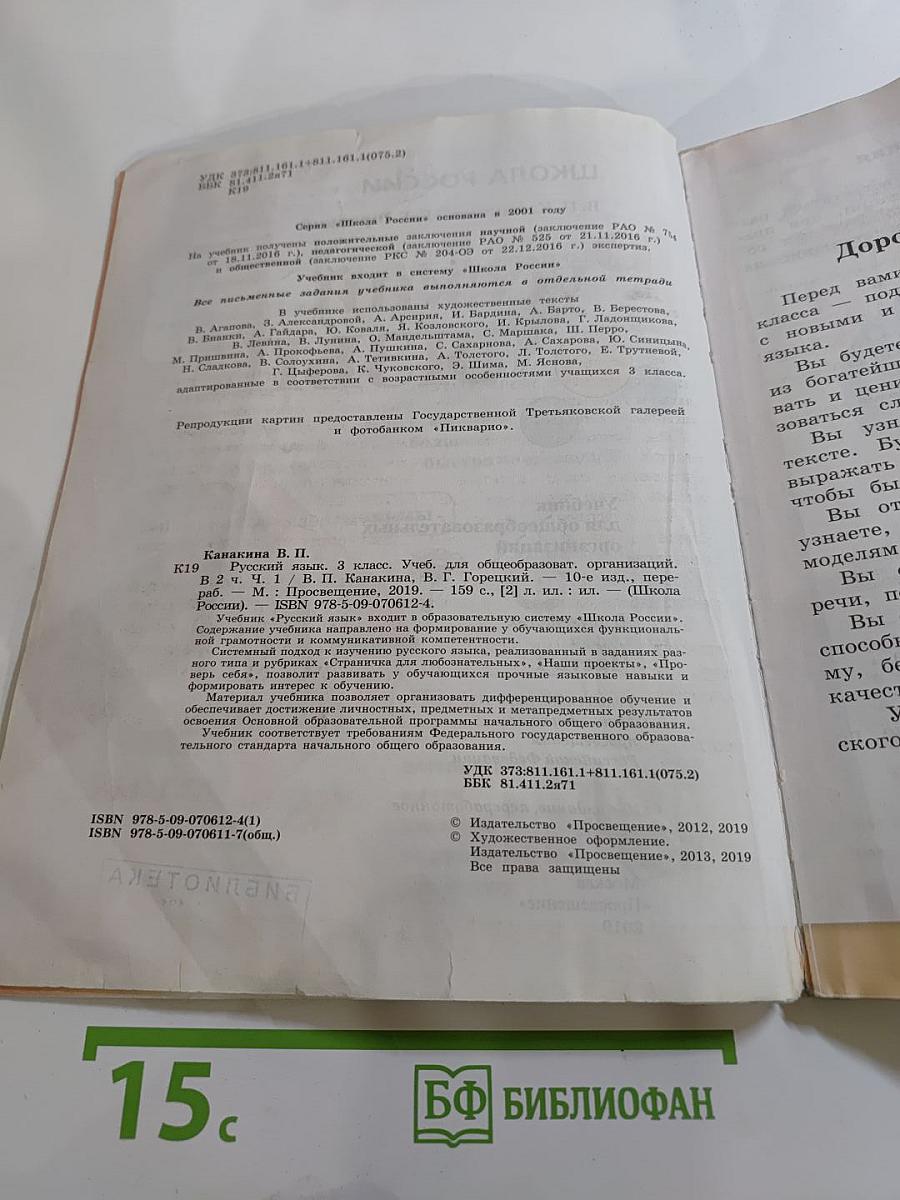 УДК 373:811.161.1+811.161.1(075.2)
ББК 81.411.2я71
К19
ШКОЛА РОССИИ
Серия «Школа России» основана в 2001 году
На учебник получены положительные заключения научной (заключение РАО №
от 18.11.2016 г.), педагогической (заключение РАО № 525 от 21.11.2016 г.)
и общественной (заключение РКС № 204-ОЭ от 22.12.2016 г.) экспертиз.
Учебник входит в систему «Школа России»
Все письменные задания учебника выполняются в отдельной тетради
В учебнике использованы художественные тексты
В. Агапова, З. Александровой, А. Арсирия, И. Бардина, А. Барто, В. Берестова,
В. Бианки, А. Гайдара, Ю. Коваля, Я. Козловского, И. Крылова, Г. Ладонщикова,
В. Левина, В. Лунина, О. Мандельштама, С. Маршака, Ш. Перро,
М. Пришвина, А. Прокофьева, А. Пушкина, С. Сахарнова, А. Сахарова, Ю. Синицына,
Н. Сладкова, В. Солоухина, А. Тетивкина, А. Толстого, Л. Толстого, Е. Трутневой,
Г. Цыферова, К. Чуковского, Э. Шима, М. Яснова,
адаптированные в соответствии с возрастными особенностями учащихся 3 класса.
Репродукции картин предоставлены Государственной Третьяковской галереей
и фотобанком «Пикварио».
Канакина В. П.
К19 Русский язык. 3 класс. Учеб. для общеобразоват. организаций.
В 2 ч. Ч. 1 / В. П. Канакина, В. Г. Горецкий. — 10-е изд., пере-
раб. — М. : Просвещение, 2019. — 159 с., [2] л. ил. : ил. — (Школа
России). — ISBN 978-5-09-070612-4.
Учебник «Русский язык» входит в образовательную систему «Школа России».
Содержание учебника направлено на формирование у обучающихся функциональ-
ной грамотности и коммуникативной компетентности.
Системный подход к изучению русского языка, реализованный в заданиях раз-
ного типа и рубриках «Страничка для любознательных», «Наши проекты», «Про-
верь себя», позволит развивать у обучающихся прочные языковые навыки и
формировать интерес к обучению.
Материал учебника позволяет организовать дифференцированное обучение и
обеспечивает достижение личностных, предметных и метапредметных результатов
освоения Основной образовательной программы начального общего образования.
Учебник соответствует требованиям Федерального государственного образова-
тельного стандарта начального общего образования.
УДК 373:811.161.1+811.161.1(075.2)
ББК 81.411.2я71
ISBN 978-5-09-070612-4(1)
ISBN 978-5-09-070611-7(общ.)
© Издательство «Просвещение», 2012, 2019
© Художественное оформление.
Издательство «Просвещение», 2013, 2019
Все права защищены
БИБЛИОТЕКА
Доро
Перед вами
класса — под
с новыми и
языка.
Вы будете
из богатейш
вать и цени
зоваться сл
Вы узн
тексте. Бу
выражать
чтобы бы
Вы от
узнаете,
моделям
Вы
речи, п
Вы
способн
му, бе
качест
У
ского
15 с
БФ БИБЛИОФАН